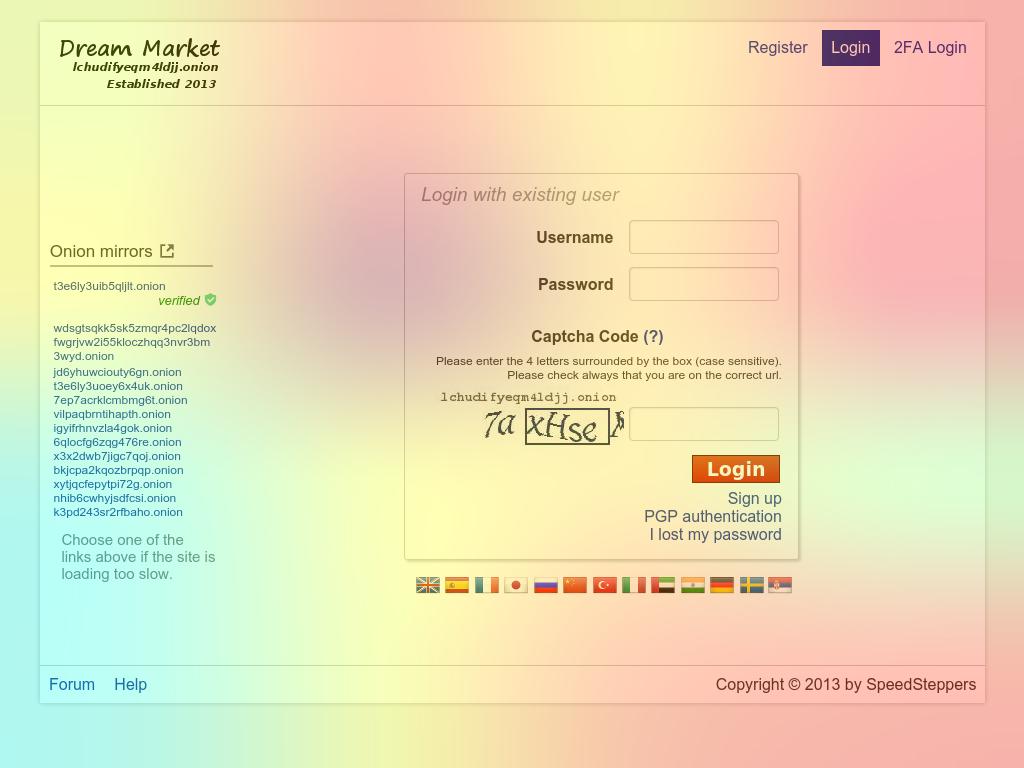 Dream Market
lchudifyeqm4ldjj.onion
Established 2013
Register Login 2FA Login
Login with existing user
Username
Password
Captcha Code (?)
Please enter the 4 letters surrounded by the box (case sensitive).
Please check always that you are on the correct url.
lchudifyeqm4ldjj.onion
7a xHse
Login
Sign up
PGP authentication
I lost my password
Onion mirrors
t3e6ly3uib5qljlt.onion
verified
wdsgtsqkk5sk5zmqr4pc2lqdox
fwgrjvw2i55kloczhqq3nvr3bm
3wyd.onion
jd6yhuwciouty6gn.onion
t3e6ly3uoey6x4uk.onion
7ep7acrklcmbmg6t.onion
vilpaqbrntihapth.onion
igyifrhnvzla4gok.onion
6qlocfg6zqg476re.onion
x3x2dwb7jigc7qoj.onion
bkjcpa2kqozbrpqp.onion
xytjqcfepytpi72g.onion
nhib6cwhyjsdfcsi.onion
k3pd243sr2rfbaho.onion
Choose one of the
links above if the site is
loading too slow.
Forum Help
Copyright © 2013 by SpeedSteppers